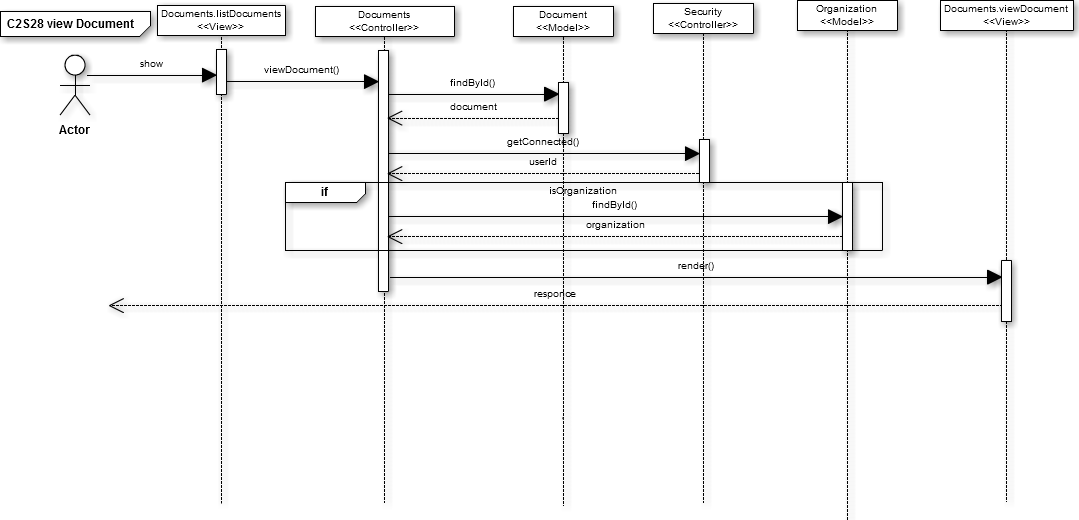 C2S28 view Document
Documents.listDocuments
<<View>>
Documents
<<Controller>>
Document
<<Model>>
Security
<<Controller>>
Organization
<<Model>>
Documents.viewDocument
<<View>>
show
viewDocument()
findById()
document
Actor
getConnected()
userId
if
isOrganization
findById()
organization
render()
responce